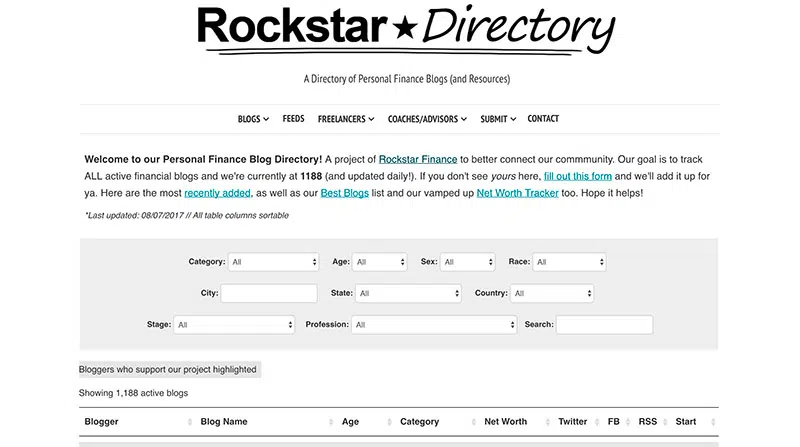 Rockstar★Directory
A Directory of Personal Finance Blogs (and Resources)
BLOGS FEEDS FREELANCERS COACHES/ADVISORS SUBMIT CONTACT
Welcome to our Personal Finance Blog Directory! A project of Rockstar Finance to better connect our commmunity. Our goal is to track
ALL active financial blogs and we're currently at 1188 (and updated daily!). If you don't see yours here, fill out this form and we'll add it up for
ya. Here are the most recently added, as well as our Best Blogs list and our vamped up Net Worth Tracker too. Hope it helps!
*Last updated: 08/07/2017 // All table columns sortable
Category: All Age: All Sex: All Race: All
City: State: All Country: All
Stage: All Profession: All Search:
Bloggers who support our project highlighted
Showing 1,188 active blogs
Blogger Blog Name Age Category Net Worth Twitter FB RSS Start